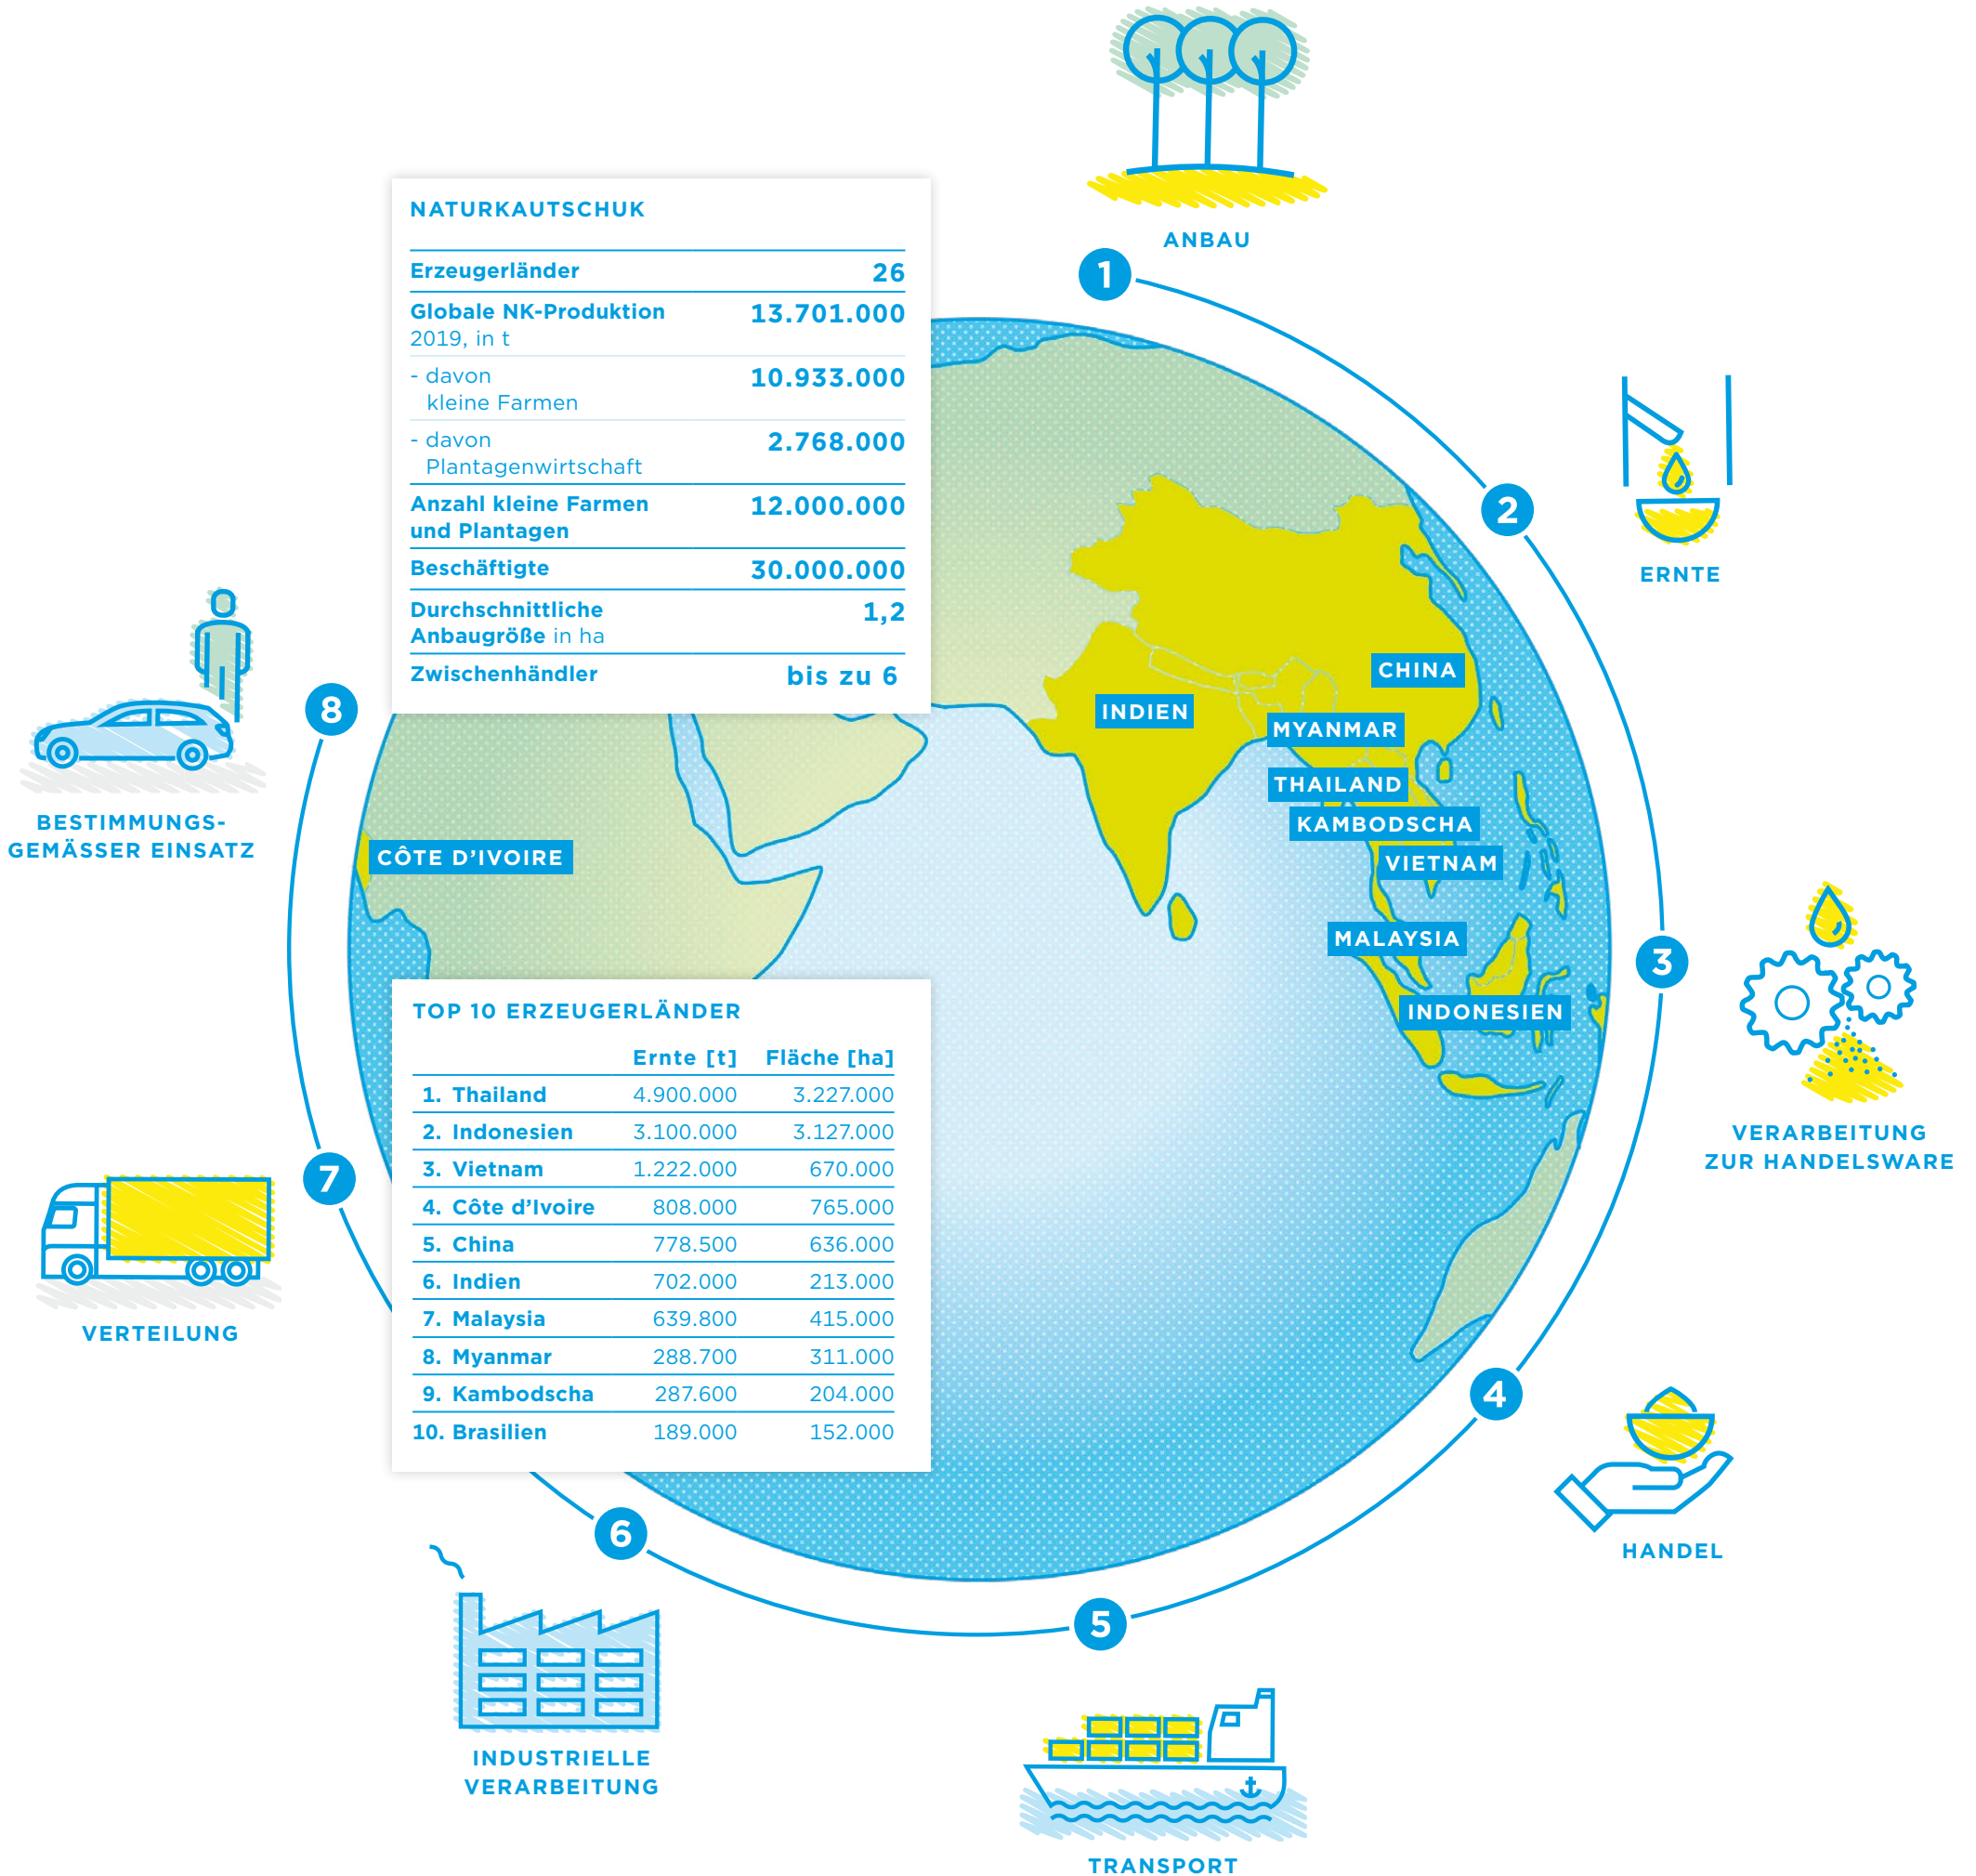 ANBAU
1
NATURKAUTSCHUK
Erzeugerländer 26
Globale NK-Produktion 13.701.000
2019, in t
- davon 10.933.000
kleine Farmen
- davon 2.768.000
Plantagenwirtschaft
Anzahl kleine Farmen 12.000.000
und Plantagen
Beschäftigte 30.000.000
Durchschnittliche 1,2
Anbaugröße in ha
Zwischenhändler bis zu 6
2
ERNTE
CHINA
INDIEN
MYANMAR
THAILAND
KAMBODSCHA
VIETNAM
MALAYSIA
INDONESIEN
CÔTE D'IVOIRE
3
VERARBEITUNG
ZUR HANDELSWARE
4
HANDEL
5
TRANSPORT
6
INDUSTRIELLE
VERARBEITUNG
7
VERTEILUNG
8
BESTIMMUNGS-
GEMÄSSER EINSATZ
TOP 10 ERZEUGERLÄNDER
Ernte [t] Fläche [ha]
1. Thailand 4.900.000 3.227.000
2. Indonesien 3.100.000 3.127.000
3. Vietnam 1.222.000 670.000
4. Côte d'Ivoire 808.000 765.000
5. China 778.500 636.000
6. Indien 702.000 213.000
7. Malaysia 639.800 415.000
8. Myanmar 288.700 311.000
9. Kambodscha 287.600 204.000
10. Brasilien 189.000 152.000